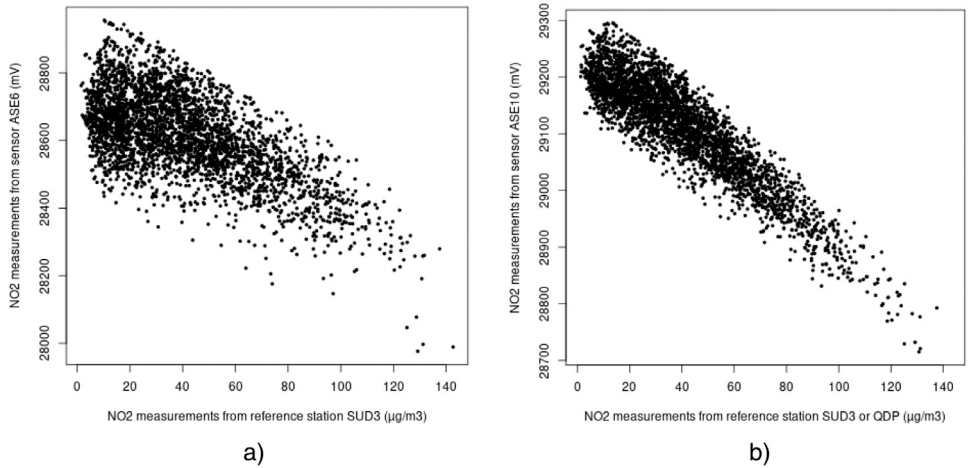 NO2 measurements from sensor ASE6 (mV)
28800
28600
28400
28200
28000
0 20 40 60 80 100 120 140
NO2 measurements from reference station SUD3 (µg/m3)
a)
NO2 measurements from sensor ASE10 (mV)
29300
29200
29100
29000
28900
28800
28700
0 20 40 60 80 100 120 140
NO2 measurements from reference station SUD3 or QDP (µg/m3)
b)